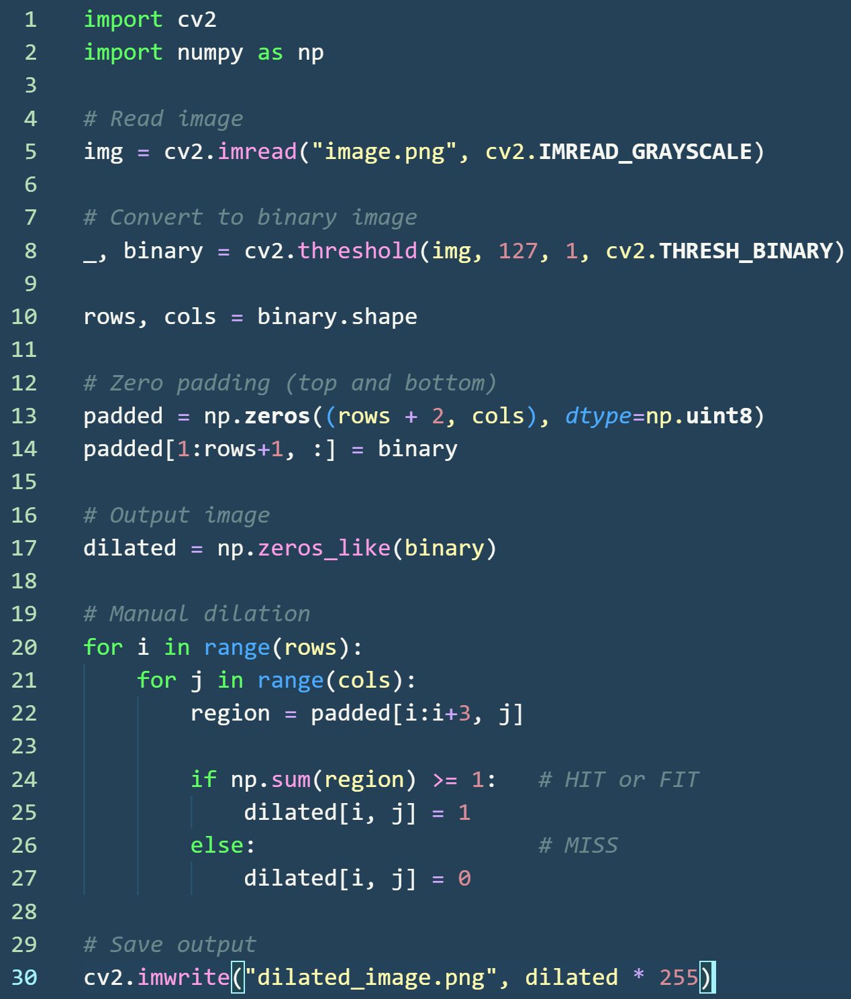 1 import cv2
2 import numpy as np
3
4 # Read image
5 img = cv2.imread("image.png", cv2.IMREAD_GRAYSCALE)
6
7 # Convert to binary image
8 _, binary = cv2.threshold(img, 127, 1, cv2.THRESH_BINARY)
9
10 rows, cols = binary.shape
11
12 # Zero padding (top and bottom)
13 padded = np.zeros((rows + 2, cols), dtype=np.uint8)
14 padded[1:rows+1, :] = binary
15
16 # Output image
17 dilated = np.zeros_like(binary)
18
19 # Manual dilation
20 for i in range(rows):
21     for j in range(cols):
22         region = padded[i:i+3, j]
23
24         if np.sum(region) >= 1:   # HIT or FIT
25             dilated[i, j] = 1
26         else:                     # MISS
27             dilated[i, j] = 0
28
29 # Save output
30 cv2.imwrite("dilated_image.png", dilated * 255)